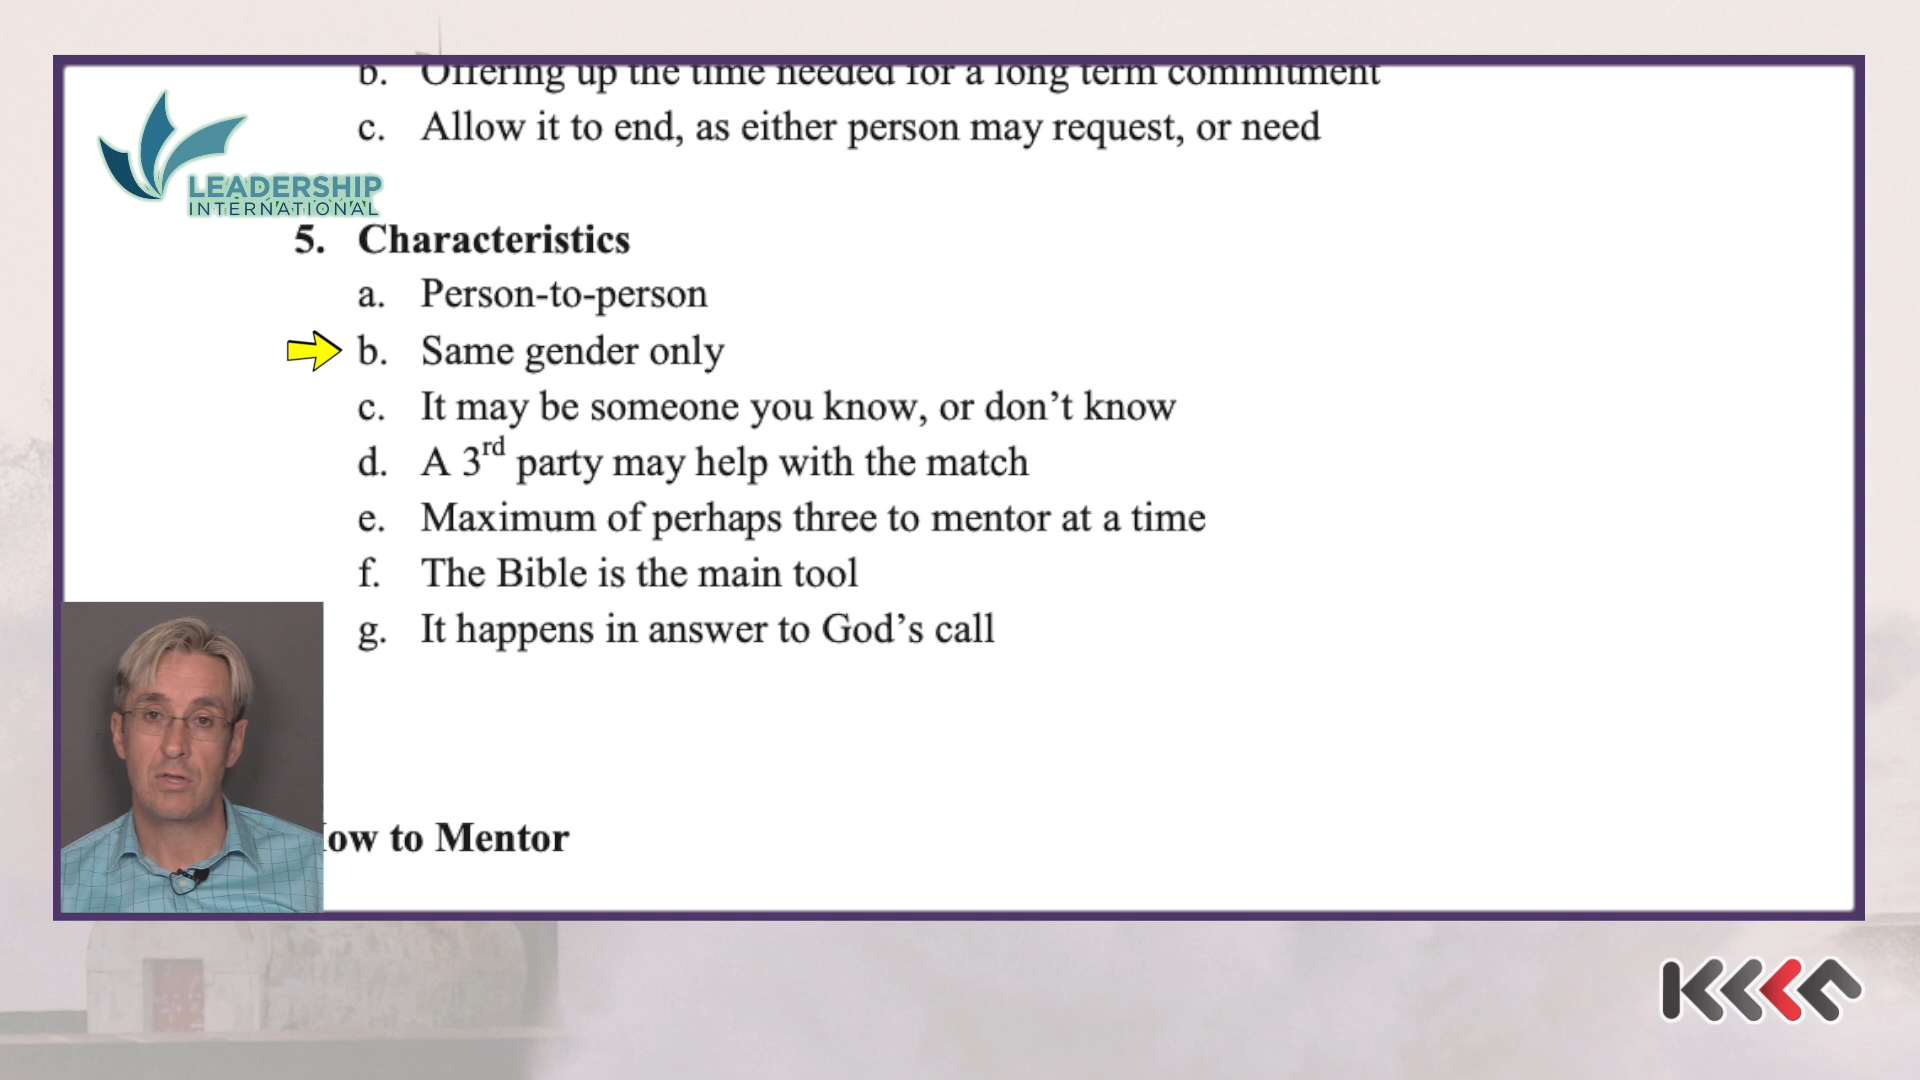 b. Offering up the time needed for a long term commitment
c. Allow it to end, as either person may request, or need
LEADERSHIP
INTERNATIONAL
5. Characteristics
a. Person-to-person
b. Same gender only
c. It may be someone you know, or don’t know
d. A 3rd party may help with the match
e. Maximum of perhaps three to mentor at a time
f. The Bible is the main tool
g. It happens in answer to God’s call
to Mentor